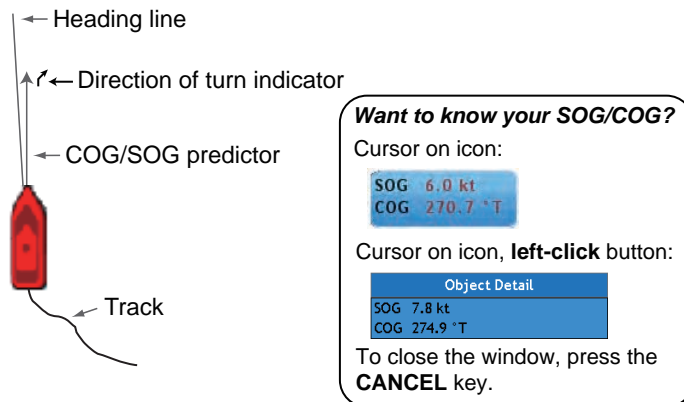 Heading line
Direction of turn indicator
COG/SOG predictor
Track
Want to know your SOG/COG?
Cursor on icon:
SOG 6.0 kt
COG 270.7 °T
Cursor on icon, left-click button:
Object Detail
SOG 7.8 kt
COG 274.9 °T
To close the window, press the
CANCEL key.